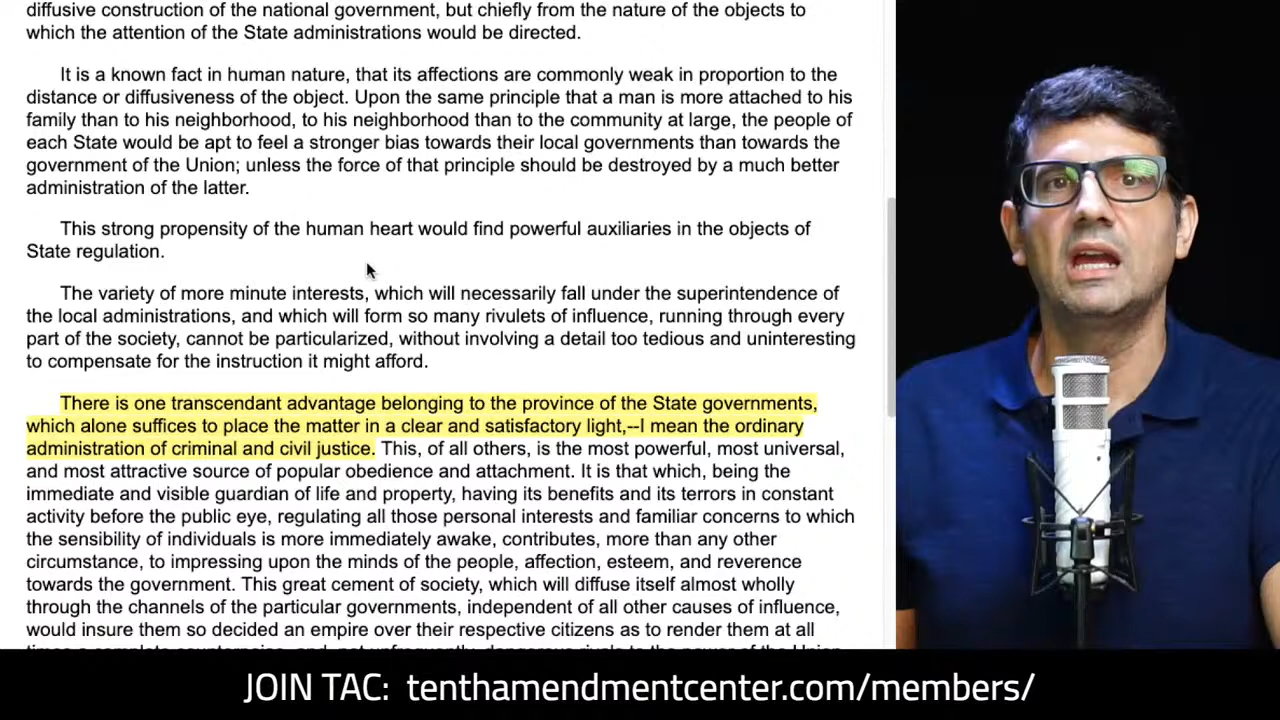 diffusive construction of the national government, but chiefly from the nature of the objects to
which the attention of the State administrations would be directed.
It is a known fact in human nature, that its affections are commonly weak in proportion to the
distance or diffusiveness of the object. Upon the same principle that a man is more attached to his
family than to his neighborhood, to his neighborhood than to the community at large, the people of
each State would be apt to feel a stronger bias towards their local governments than towards the
government of the Union; unless the force of that principle should be destroyed by a much better
administration of the latter.
This strong propensity of the human heart would find powerful auxiliaries in the objects of
State regulation.
The variety of more minute interests, which will necessarily fall under the superintendence of
the local administrations, and which will form so many rivulets of influence, running through every
part of the society, cannot be particularized, without involving a detail too tedious and uninteresting
to compensate for the instruction it might afford.
There is one transcendant advantage belonging to the province of the State governments,
which alone suffices to place the matter in a clear and satisfactory light,--I mean the ordinary
administration of criminal and civil justice. This, of all others, is the most powerful, most universal,
and most attractive source of popular obedience and attachment. It is that which, being the
immediate and visible guardian of life and property, having its benefits and its terrors in constant
activity before the public eye, regulating all those personal interests and familiar concerns to which
the sensibility of individuals is more immediately awake, contributes, more than any other
circumstance, to impressing upon the minds of the people, affection, esteem, and reverence
towards the government. This great cement of society, which will diffuse itself almost wholly
through the channels of the particular governments, independent of all other causes of influence,
would insure them so decided an empire over their respective citizens as to render them at all
times a complete counterpoise, and, not unfrequently, dangerous rivals to the power of the Union.
JOIN TAC: tenthamendmentcenter.com/members/